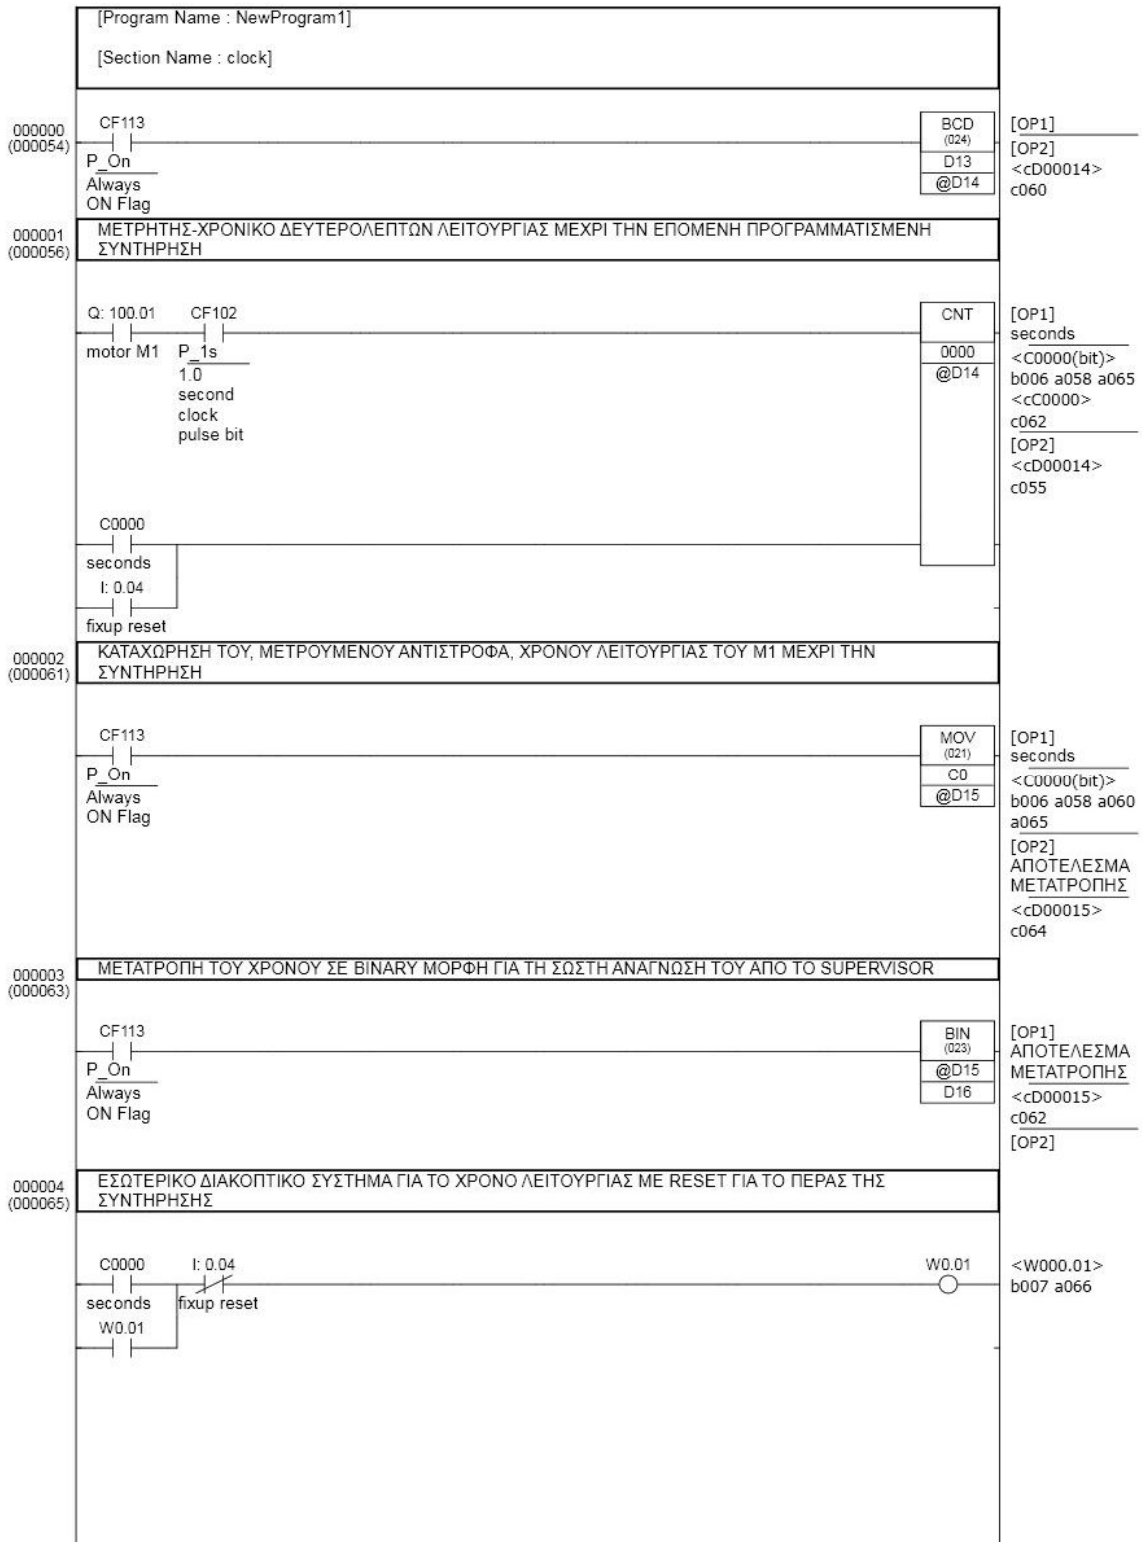 [Program Name : NewProgram1]
[Section Name : clock]
000000
(000054)
CF113
P_On
Always
ON Flag
BCD
(024)
D13
@D14
[OP1]
[OP2]
<cD00014>
c060
000001
(000056)
ΜΕΤΡΗΤΗΣ-ΧΡΟΝΙΚΟ ΔΕΥΤΕΡΟΛΕΠΤΩΝ ΛΕΙΤΟΥΡΓΙΑΣ ΜΕΧΡΙ ΤΗΝ ΕΠΟΜΕΝΗ ΠΡΟΓΡΑΜΜΑΤΙΣΜΕΝΗ
ΣΥΝΤΗΡΗΣΗ
Q: 100.01
motor M1
CF102
P_1s
1.0
second
clock
pulse bit
CNT
0000
@D14
[OP1]
seconds
<C0000(bit)>
b006 a058 a065
<cC0000>
c062
[OP2]
<cD00014>
c055
C0000
seconds
I: 0.04
fixup reset
000002
(000061)
ΚΑΤΑΧΩΡΗΣΗ ΤΟΥ, ΜΕΤΡΟΥΜΕΝΟΥ ΑΝΤΙΣΤΡΟΦΑ, ΧΡΟΝΟΥ ΛΕΙΤΟΥΡΓΙΑΣ ΤΟΥ Μ1 ΜΕΧΡΙ ΤΗΝ
ΣΥΝΤΗΡΗΣΗ
CF113
P_On
Always
ON Flag
MOV
(021)
C0
@D15
[OP1]
seconds
<C0000(bit)>
b006 a058 a060
a065
[OP2]
ΑΠΟΤΕΛΕΣΜΑ
ΜΕΤΑΤΡΟΠΗΣ
<cD00015>
c064
000003
(000063)
ΜΕΤΑΤΡΟΠΗ ΤΟΥ ΧΡΟΝΟΥ ΣΕ BINARY ΜΟΡΦΗ ΓΙΑ ΤΗ ΣΩΣΤΗ ΑΝΑΓΝΩΣΗ ΤΟΥ ΑΠΟ ΤΟ SUPERVISOR
CF113
P_On
Always
ON Flag
BIN
(023)
@D15
D16
[OP1]
ΑΠΟΤΕΛΕΣΜΑ
ΜΕΤΑΤΡΟΠΗΣ
<cD00015>
c062
[OP2]
000004
(000065)
ΕΣΩΤΕΡΙΚΟ ΔΙΑΚΟΠΤΙΚΟ ΣΥΣΤΗΜΑ ΓΙΑ ΤΟ ΧΡΟΝΟ ΛΕΙΤΟΥΡΓΙΑΣ ΜΕ RESET ΓΙΑ ΤΟ ΠΕΡΑΣ ΤΗΣ
ΣΥΝΤΗΡΗΣΗΣ
C0000
seconds
I: 0.04
fixup reset
W0.01
W0.01
<W000.01>
b007 a066